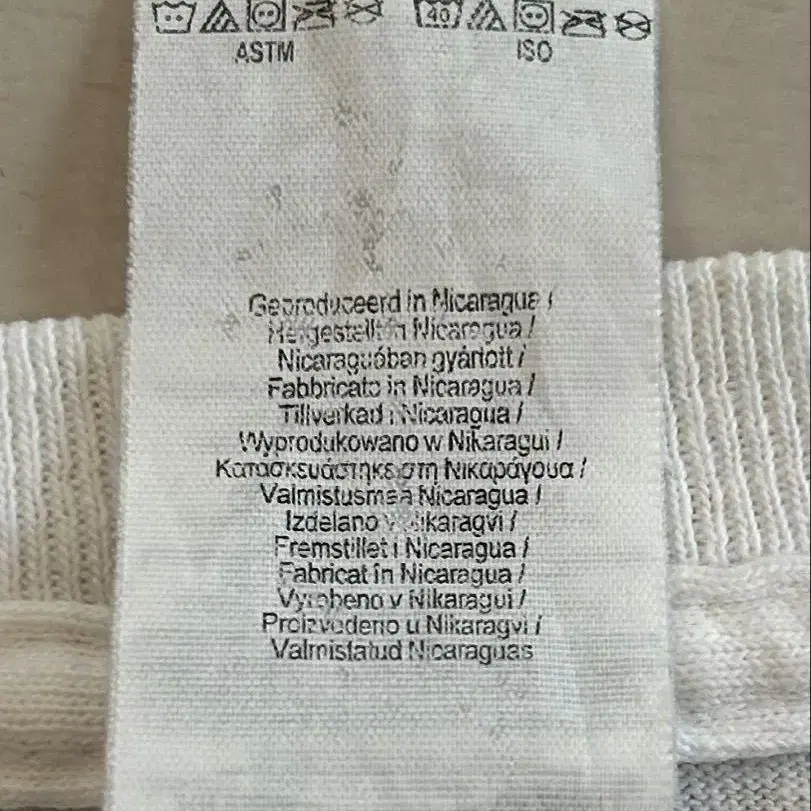 40
ASTM ISO
Geproduceerd in Nicaragua /
Hergestellt in Nicaragua /
Nicaraguában gyártott /
Fabbricato in Nicaragua /
Tillverkad i Nicaragua /
Wyprodukowano w Nikaragui /
Κατασκευάστηκε στη Νικαράγουα /
Valmistusmaa Nicaragua /
Izdelano v Nikaragvi /
Fremstillet i Nicaragua /
Fabricat în Nicaragua /
Vyrobeno v Nikaragui /
Proizvedeno u Nikaragvi /
Valmistatud Nicaraguas